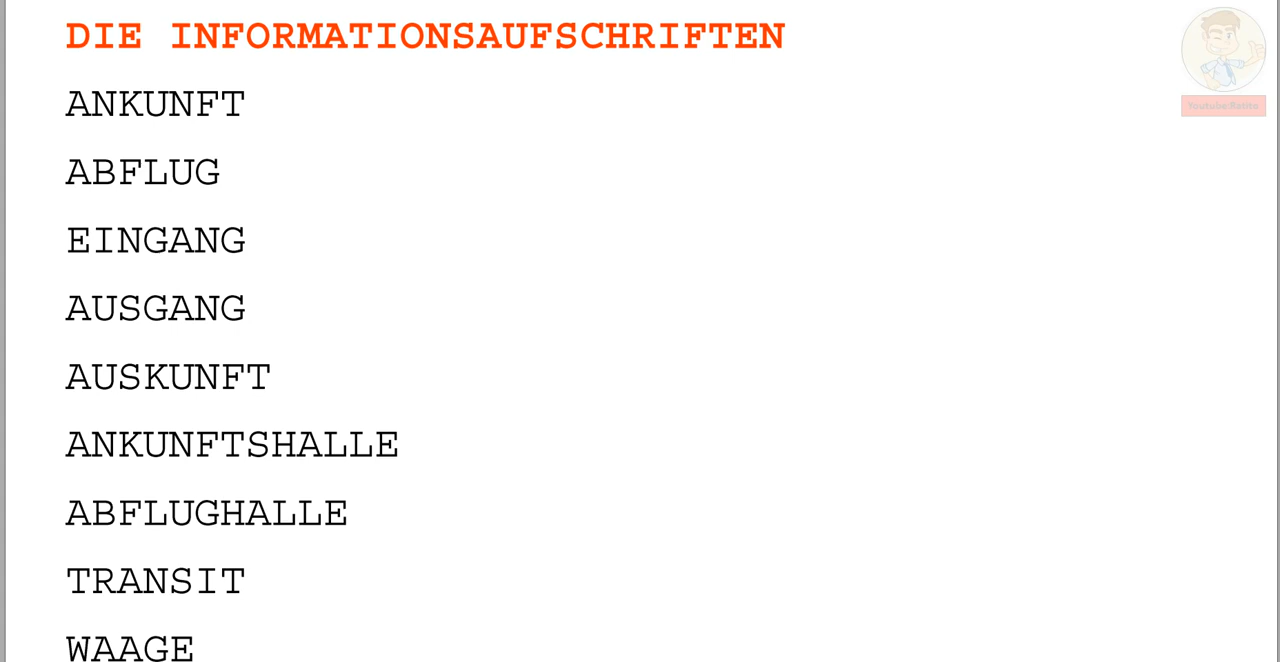 DIE INFORMATIONSAUFSCHRIFTEN
ANKUNFT
ABFLUG
EINGANG
AUSGANG
AUSKUNFT
ANKUNFTSHALLE
ABFLUGHALLE
TRANSIT
WAAGE